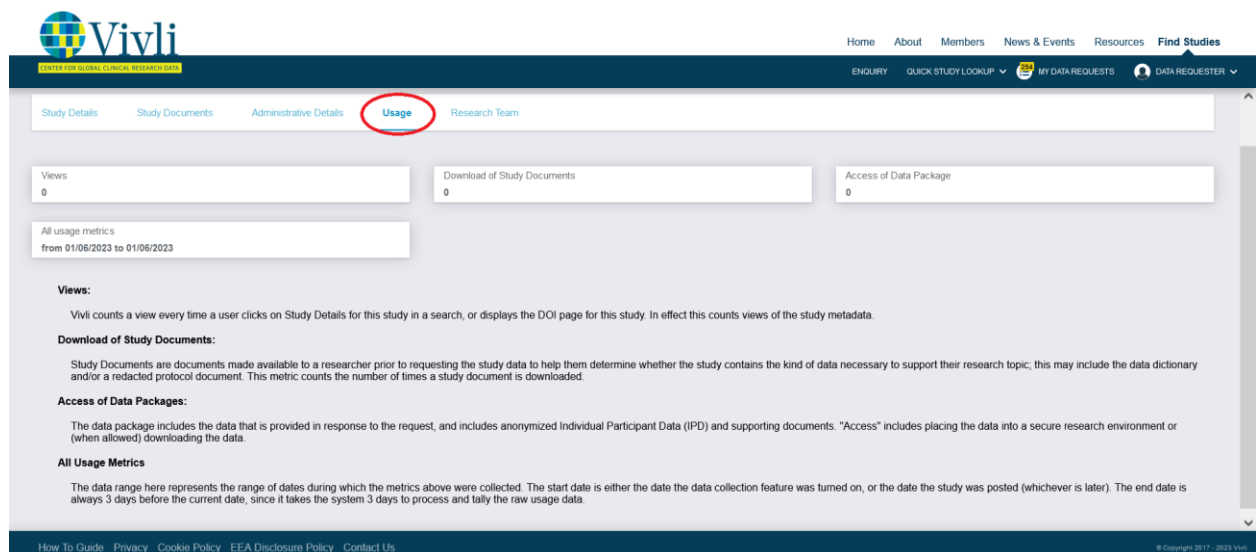 Vivli
CENTER FOR GLOBAL CLINICAL RESEARCH DATA
Home About Members News & Events Resources Find Studies
ENQUIRY QUICK STUDY LOOKUP 254 MY DATA REQUESTS DATA REQUESTER
Study Details Study Documents Administrative Details Usage Research Team
Views Download of Study Documents Access of Data Package
0 0 0
All usage metrics
from 01/06/2023 to 01/06/2023
Views:
Vivli counts a view every time a user clicks on Study Details for this study in a search, or displays the DOI page for this study. In effect this counts views of the study metadata.
Download of Study Documents:
Study Documents are documents made available to a researcher prior to requesting the study data to help them determine whether the study contains the kind of data necessary to support their research topic; this may include the data dictionary
and/or a redacted protocol document. This metric counts the number of times a study document is downloaded.
Access of Data Packages:
The data package includes the data that is provided in response to the request, and includes anonymized Individual Participant Data (IPD) and supporting documents. "Access" includes placing the data into a secure research environment or
(when allowed) downloading the data.
All Usage Metrics
The data range here represents the range of dates during which the metrics above were collected. The start date is either the date the data collection feature was turned on, or the date the study was posted (whichever is later). The end date is
always 3 days before the current date, since it takes the system 3 days to process and tally the raw usage data.
How To Guide Privacy Cookie Policy EEA Disclosure Policy Contact Us
© Copyright 2017 - 2023 Vivli